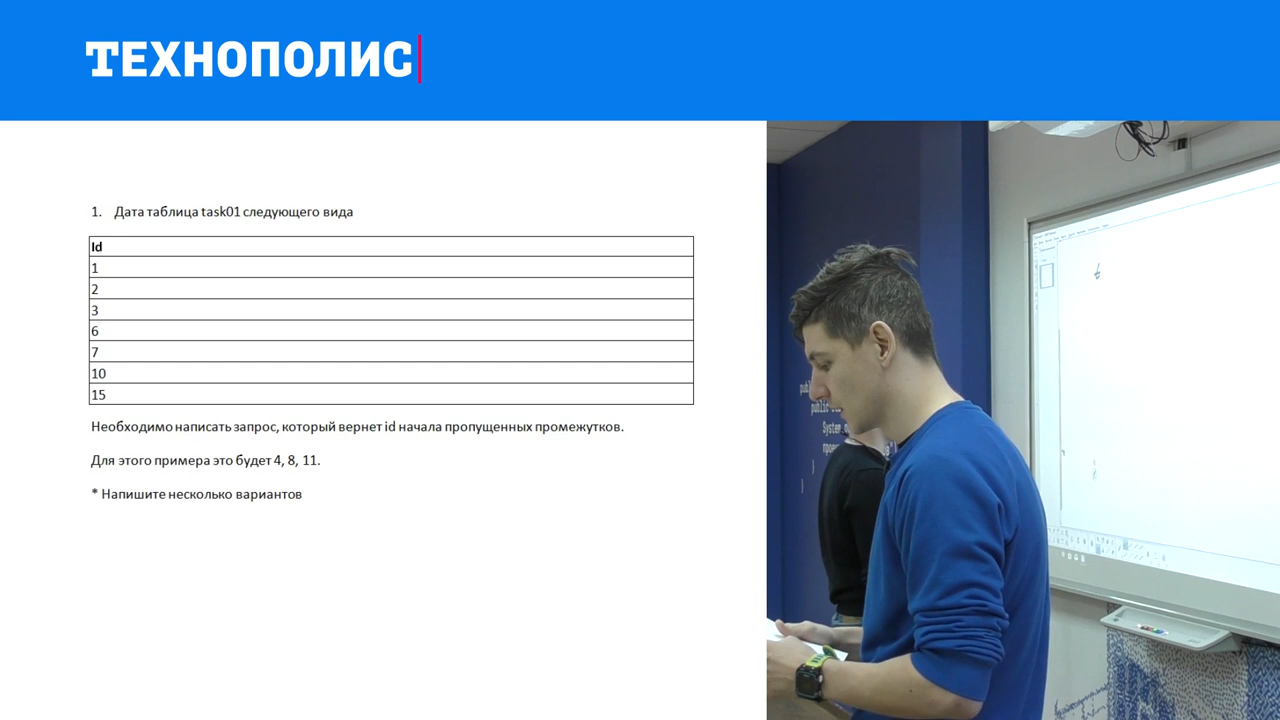 ТЕХНОПОЛИС
1. Дата таблица task01 следующего вида
Id
1
2
3
6
7
10
15
Необходимо написать запрос, который вернет id начала пропущенных промежутков.
Для этого примера это будет 4, 8, 11.
* Напишите несколько вариантов